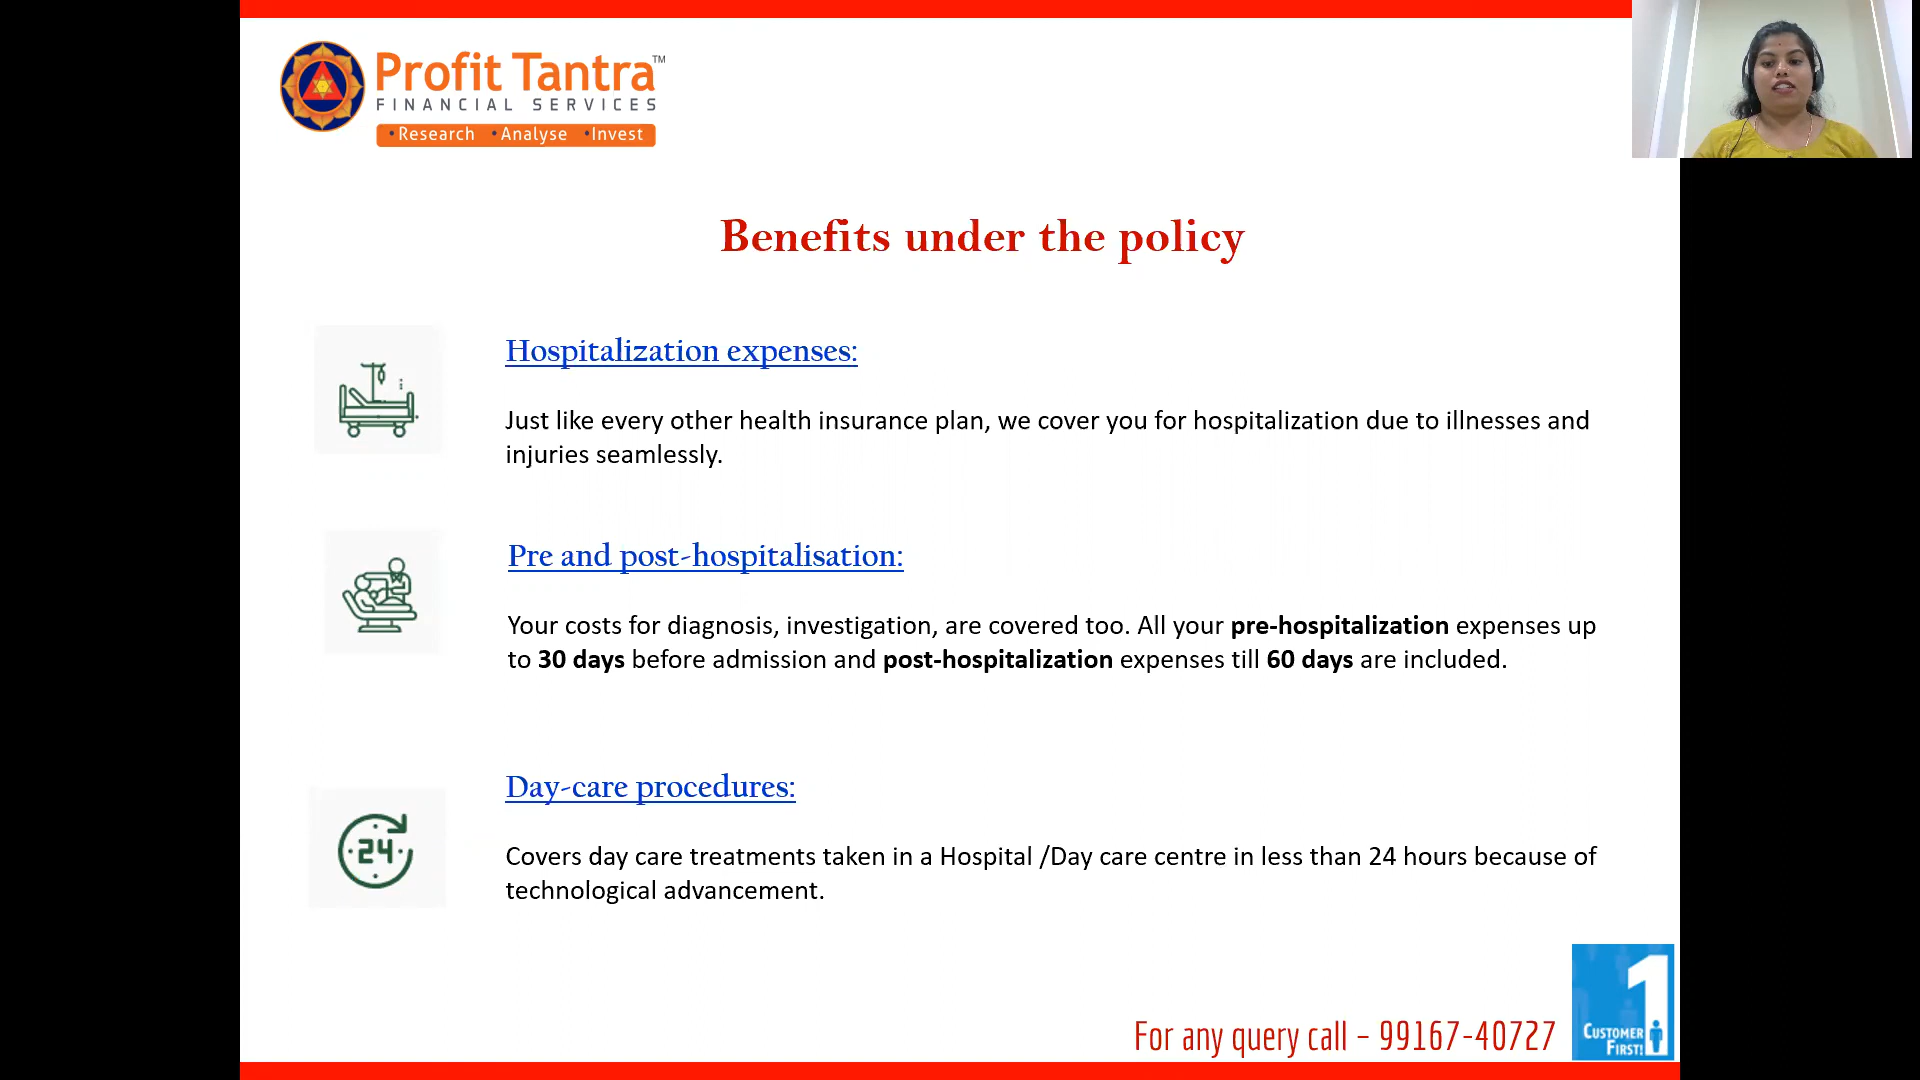 Profit Tantra™
FINANCIAL SERVICES
•Research •Analyse •Invest
Benefits under the policy
Hospitalization expenses:
Just like every other health insurance plan, we cover you for hospitalization due to illnesses and
injuries seamlessly.
Pre and post-hospitalisation:
Your costs for diagnosis, investigation, are covered too. All your pre-hospitalization expenses up
to 30 days before admission and post-hospitalization expenses till 60 days are included.
Day-care procedures:
24
Covers day care treatments taken in a Hospital /Day care centre in less than 24 hours because of
technological advancement.
For any query call – 99167-40727
1
CUSTOMER
FIRST!